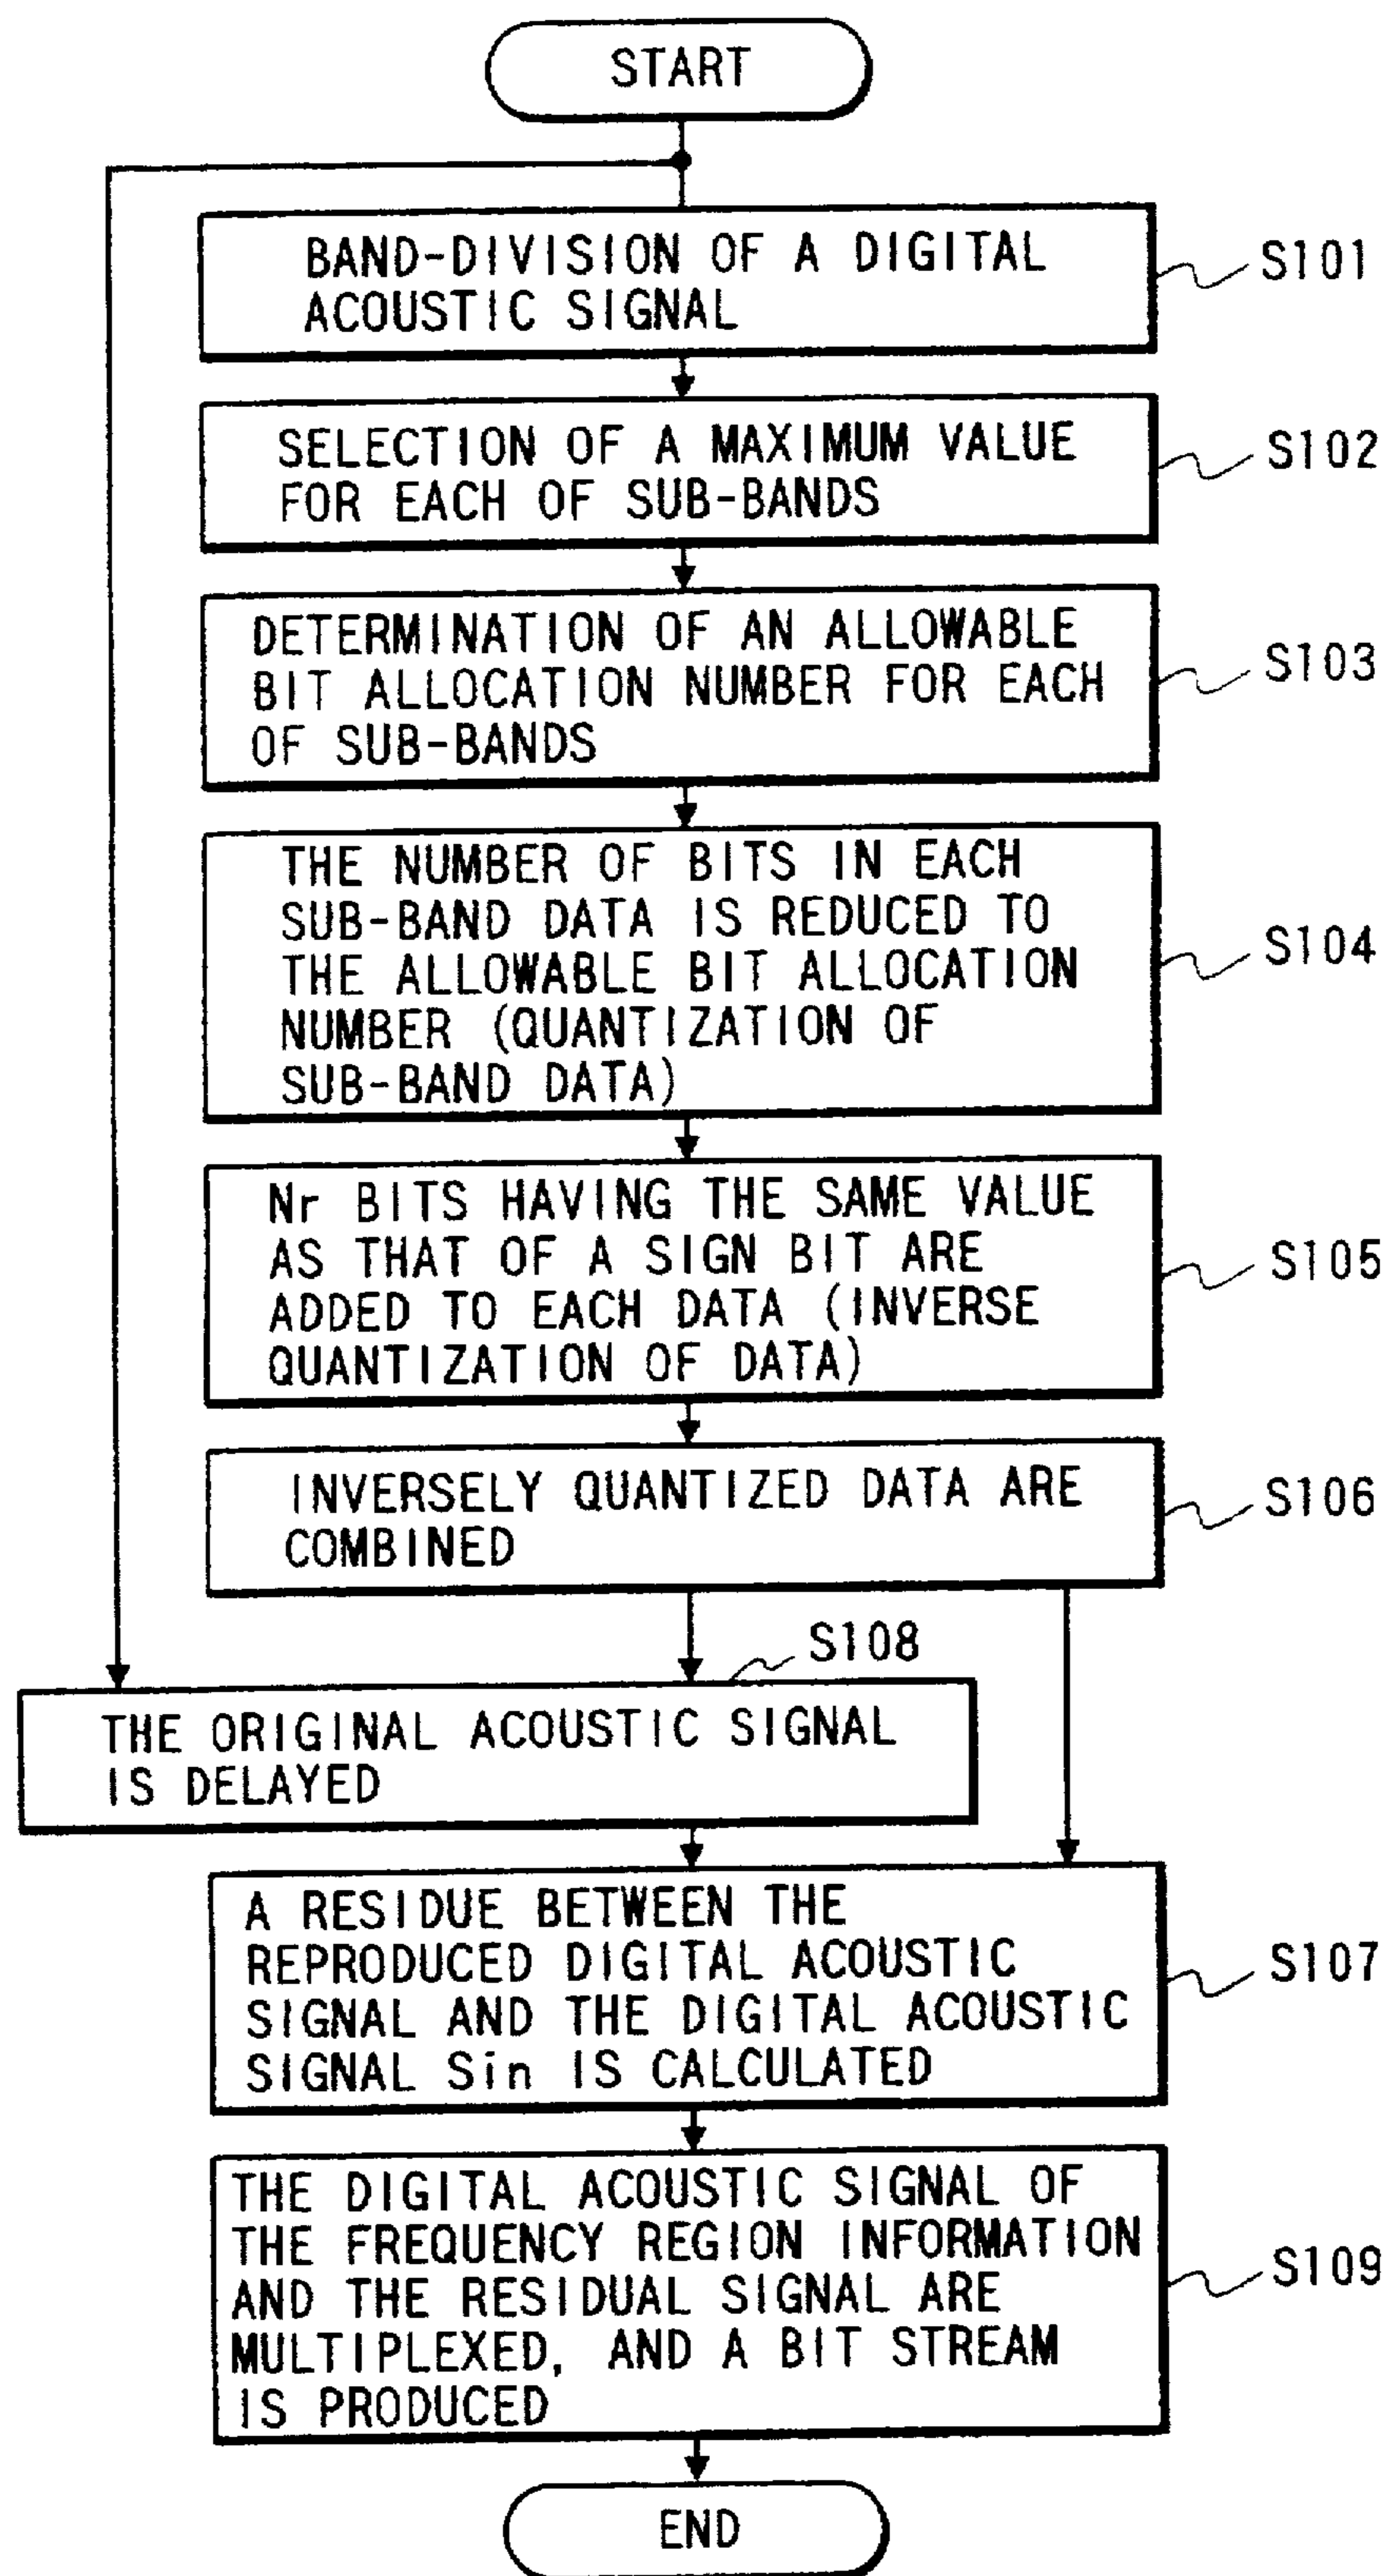 START
BAND-DIVISION OF A DIGITAL
ACOUSTIC SIGNAL
S101
SELECTION OF A MAXIMUM VALUE
FOR EACH OF SUB-BANDS
S102
DETERMINATION OF AN ALLOWABLE
BIT ALLOCATION NUMBER FOR EACH
OF SUB-BANDS
S103
THE NUMBER OF BITS IN EACH
SUB-BAND DATA IS REDUCED TO
THE ALLOWABLE BIT ALLOCATION
NUMBER (QUANTIZATION OF
SUB-BAND DATA)
S104
Nr BITS HAVING THE SAME VALUE
AS THAT OF A SIGN BIT ARE
ADDED TO EACH DATA (INVERSE
QUANTIZATION OF DATA)
S105
INVERSELY QUANTIZED DATA ARE
COMBINED
S106
S108
THE ORIGINAL ACOUSTIC SIGNAL
IS DELAYED
A RESIDUE BETWEEN THE
REPRODUCED DIGITAL ACOUSTIC
SIGNAL AND THE DIGITAL ACOUSTIC
SIGNAL Sin IS CALCULATED
S107
THE DIGITAL ACOUSTIC SIGNAL OF
THE FREQUENCY REGION INFORMATION
AND THE RESIDUAL SIGNAL ARE
MULTIPLEXED, AND A BIT STREAM
IS PRODUCED
S109
END